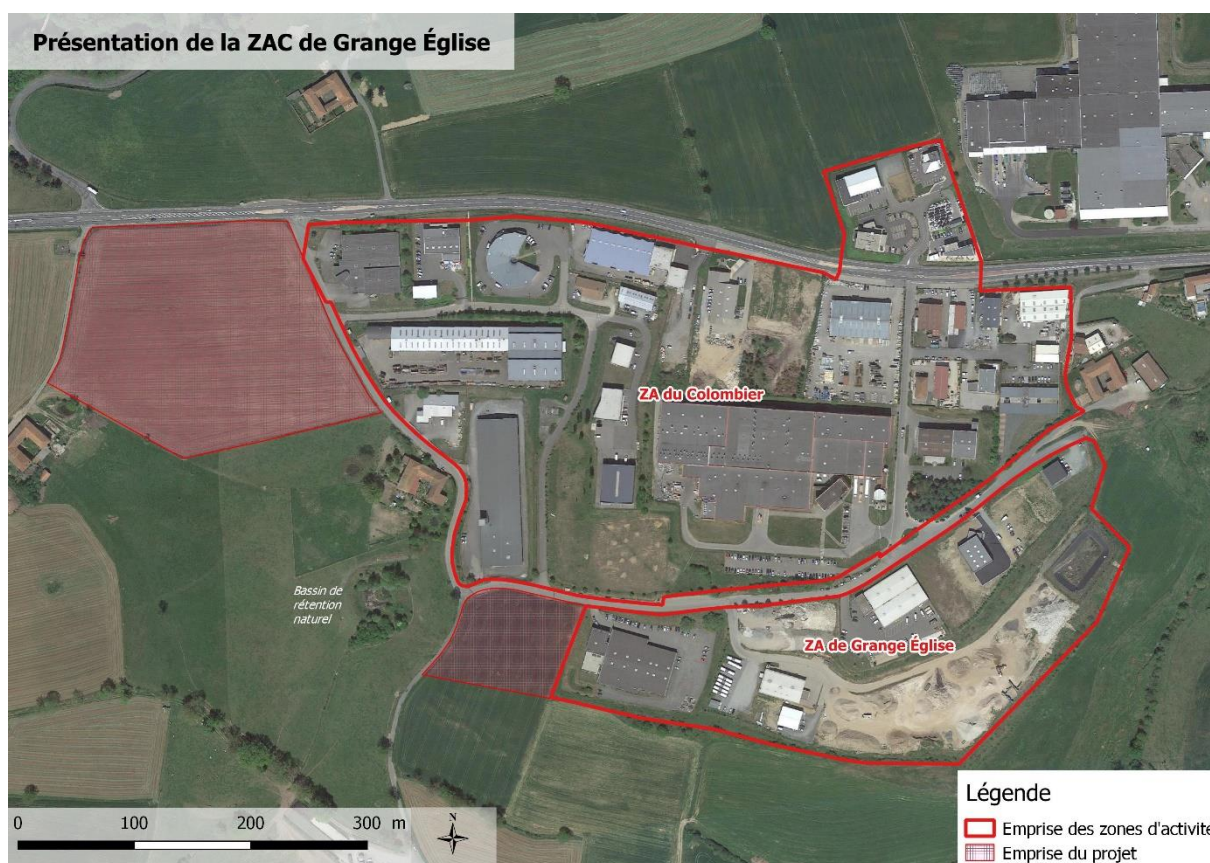 Présentation de la ZAC de Grange Église
ZA du Colombier
Bassin de
rétention
naturel
ZA de Grange Église
0 100 200 300 m
N
Légende
Emprise des zones d'activité
Emprise du projet